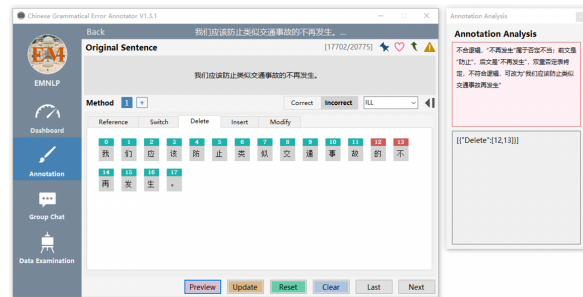 Chinese Grammatical Error Annotator V1.3.1
Back
我们应该防止类似交通事故的不再发生。...
EM
EMNLP
Dashboard
Annotation
Group Chat
Data Examination
Original Sentence
[17702/20775]
我们应该防止类似交通事故的不再发生。
Method
1
+
Correct
Incorrect
ILL
Reference
Switch
Delete
Insert
Modify
0 1 2 3 4 5 6 7 8 9 10 11 12 13
我 们 应 该 防 止 类 似 交 通 事 故 的 不
14 15 16 17
再 发 生 。
Preview
Update
Reset
Clear
Last
Next
Annotation Analysis
Annotation Analysis
不合逻辑，"不再发生"属于否定不当；前文是
"防止"，后文是"不再发生"，双重否定表肯
定，不符合逻辑，可改为"我们应该防止类似
交通事故再发生"
[{"Delete":[12,13]}]